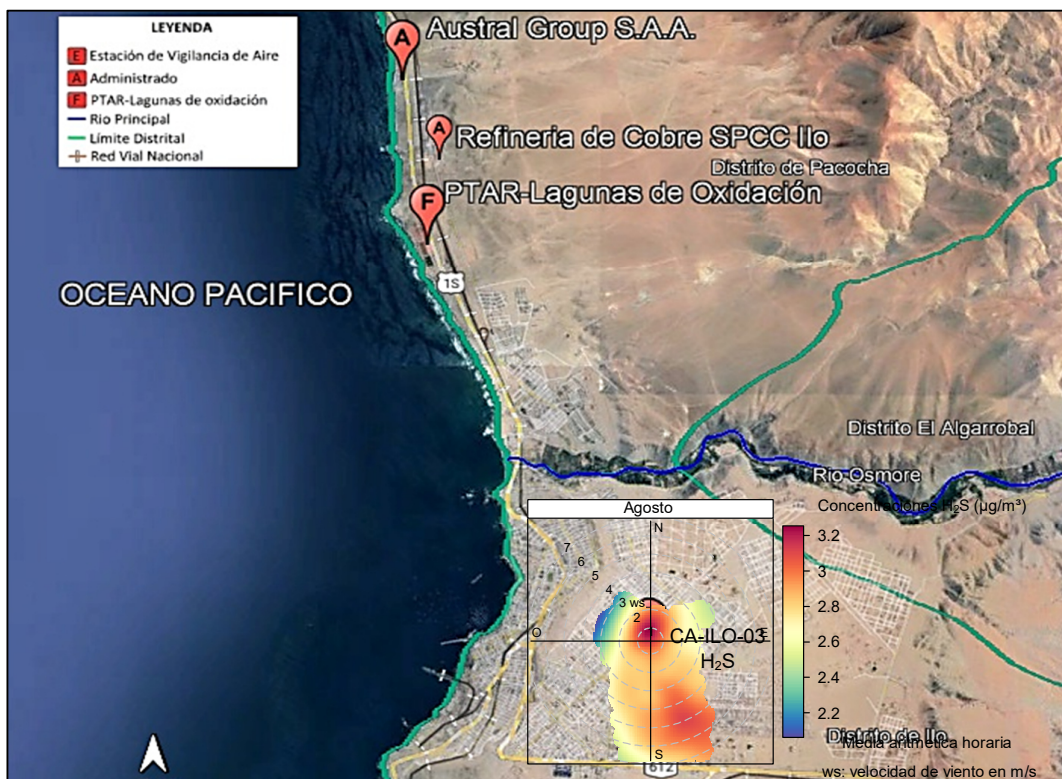 LEYENDA
E Estación de Vigilancia de Aire
A Administrado
F PTAR-Lagunas de oxidación
Rio Principal
Límite Distrital
Red Vial Nacional
A Austral Group S.A.A.
A Refineria de Cobre SPCC Ilo
Distrito de Pacocha
F PTAR-Lagunas de Oxidación
1S
OCEANO PACIFICO
Distrito El Algarrobal
Rio Osmore
Agosto
Concentraciones H₂S (µg/m³)
N
7
6
5
4
3 ws
2
O
E
CA-ILO-03
H₂S
S
3.2
3
2.8
2.6
2.4
2.2
Distrito de Ilo
Media aritmética horaria
612
ws: velocidad de viento en m/s